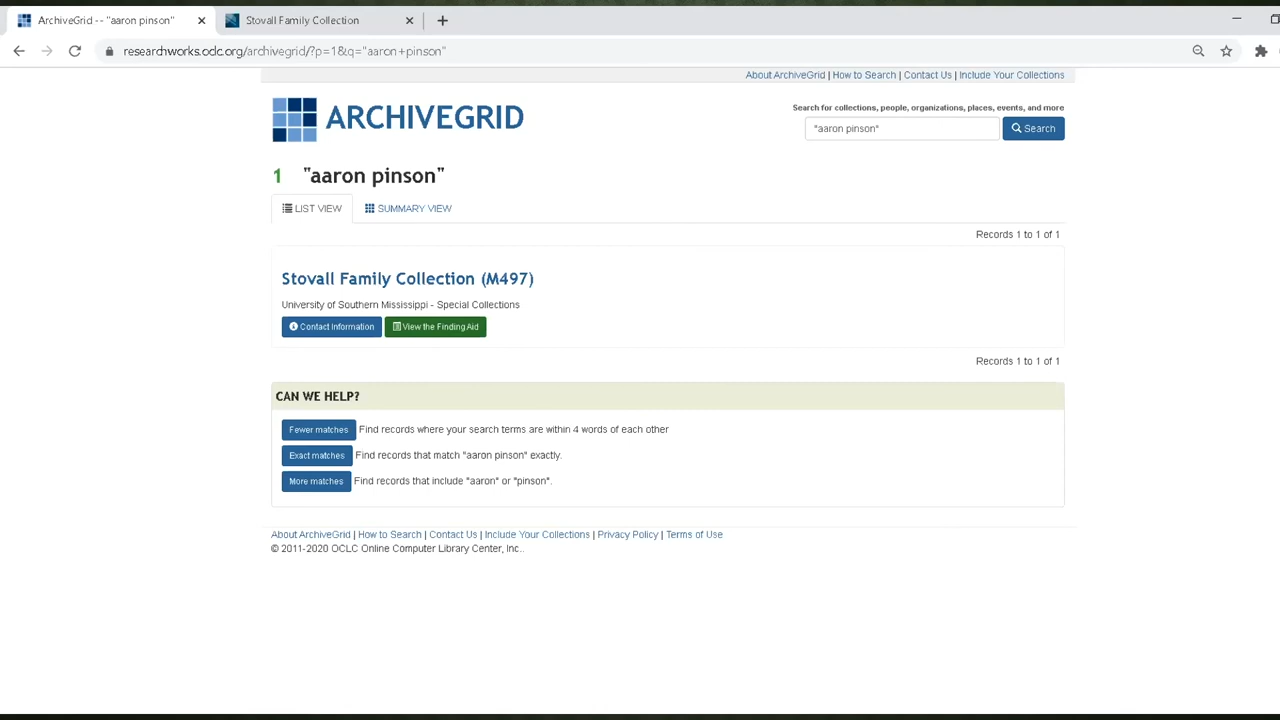 ArchiveGrid -- "aaron pinson"
Stovall Family Collection
researchworks.oclc.org/archivegrid/?p=1&q="aaron+pinson"
About ArchiveGrid | How to Search | Contact Us | Include Your Collections
ARCHIVEGRID
Search for collections, people, organizations, places, events, and more
"aaron pinson"
Search
1 "aaron pinson"
LIST VIEW
SUMMARY VIEW
Records 1 to 1 of 1
Stovall Family Collection (M497)
University of Southern Mississippi - Special Collections
Contact Information
View the Finding Aid
Records 1 to 1 of 1
CAN WE HELP?
Fewer matches Find records where your search terms are within 4 words of each other
Exact matches Find records that match "aaron pinson" exactly.
More matches Find records that include "aaron" or "pinson".
About ArchiveGrid | How to Search | Contact Us | Include Your Collections | Privacy Policy | Terms of Use
© 2011-2020 OCLC Online Computer Library Center, Inc..